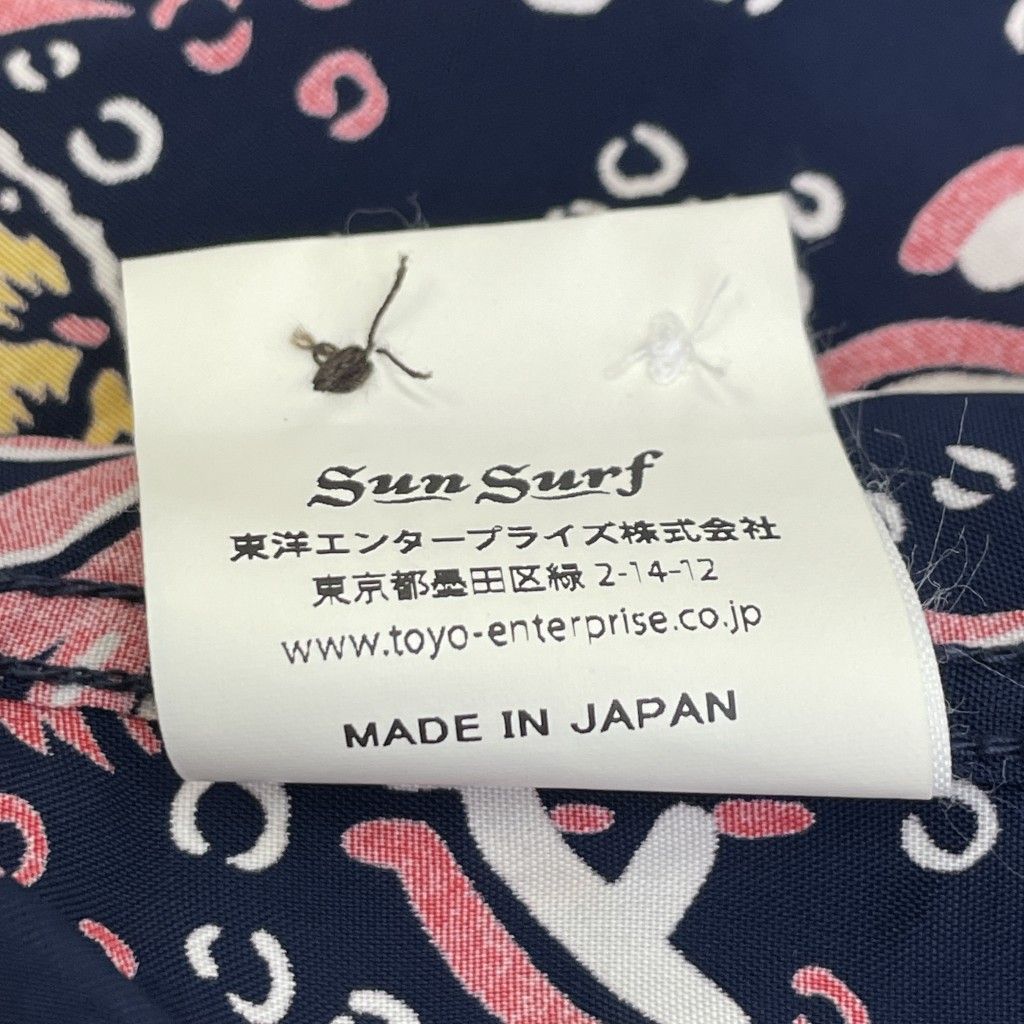 Sun Surf
東洋エンタープライズ株式会社
東京都墨田区緑 2-14-12
www.toyo-enterprise.co.jp
MADE IN JAPAN